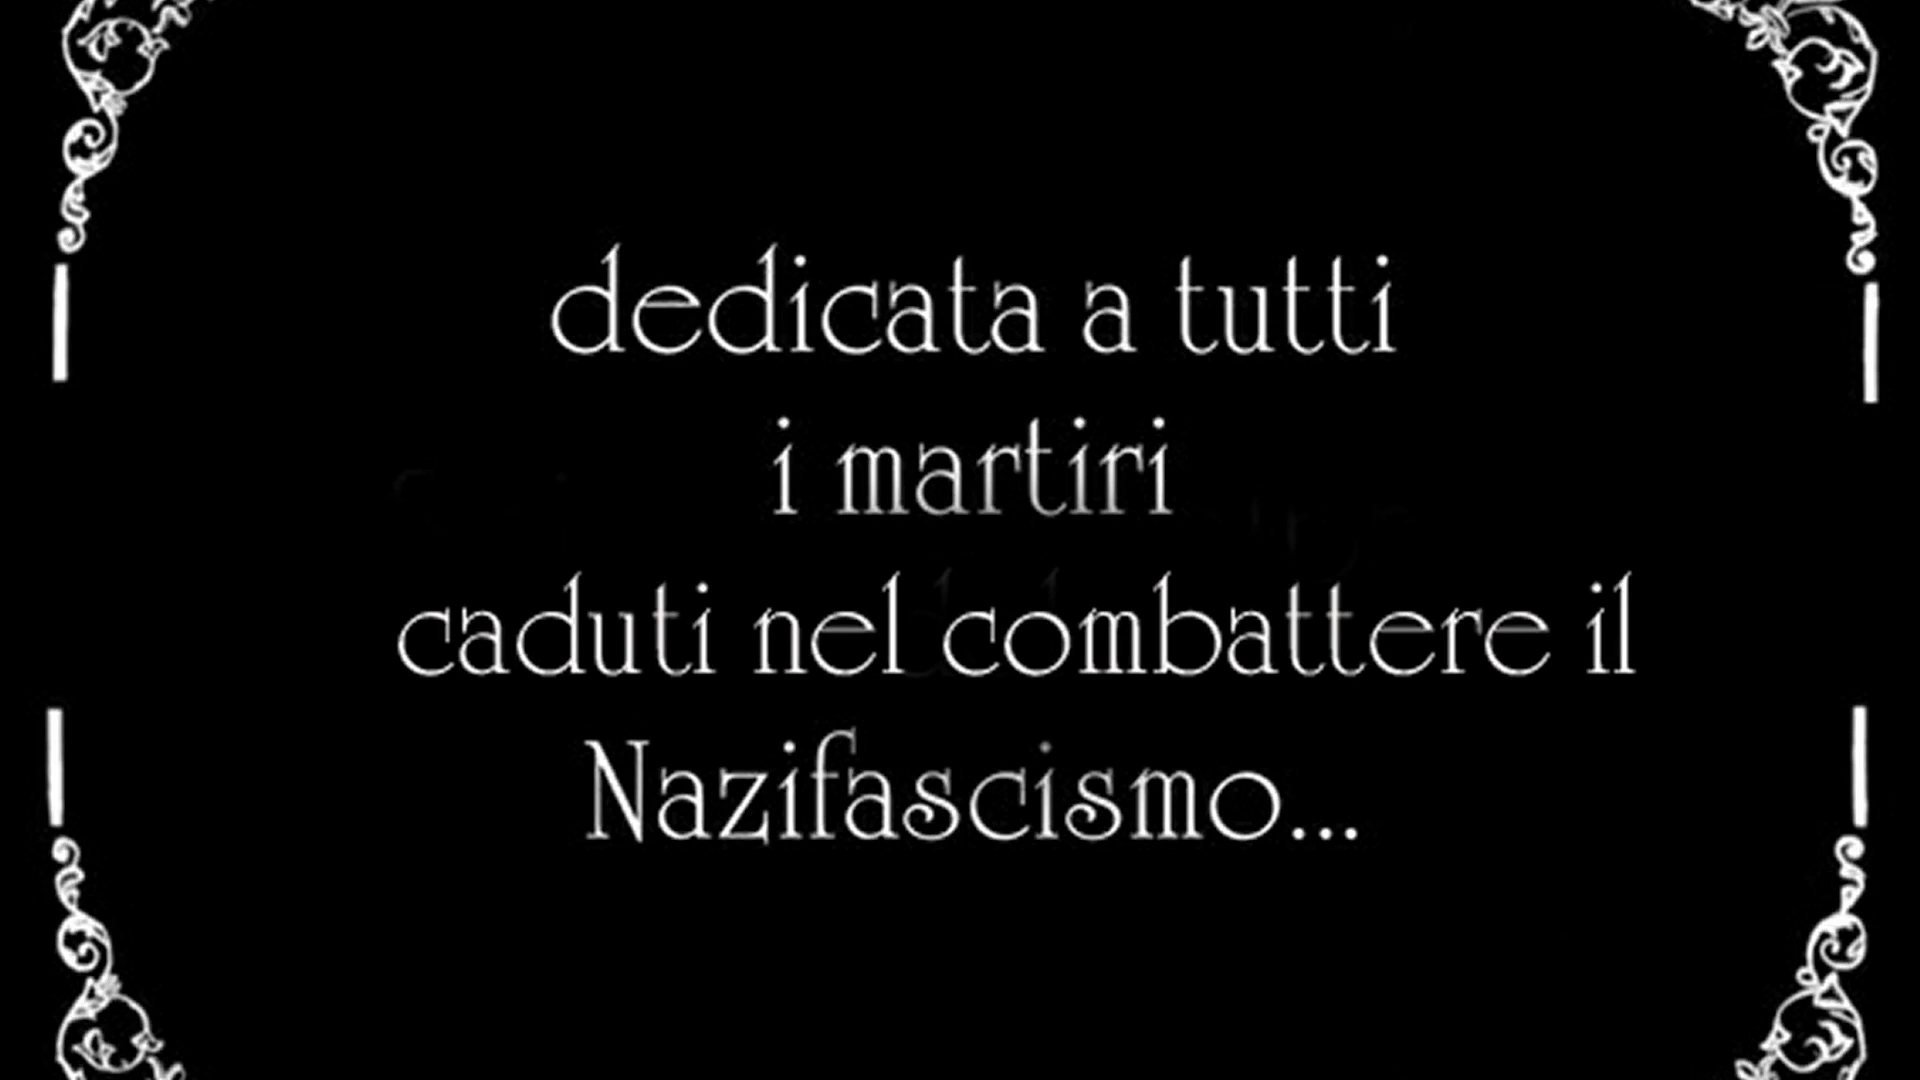 dedicata a tutti
i martiri
caduti nel combattere il
Nazifascismo...